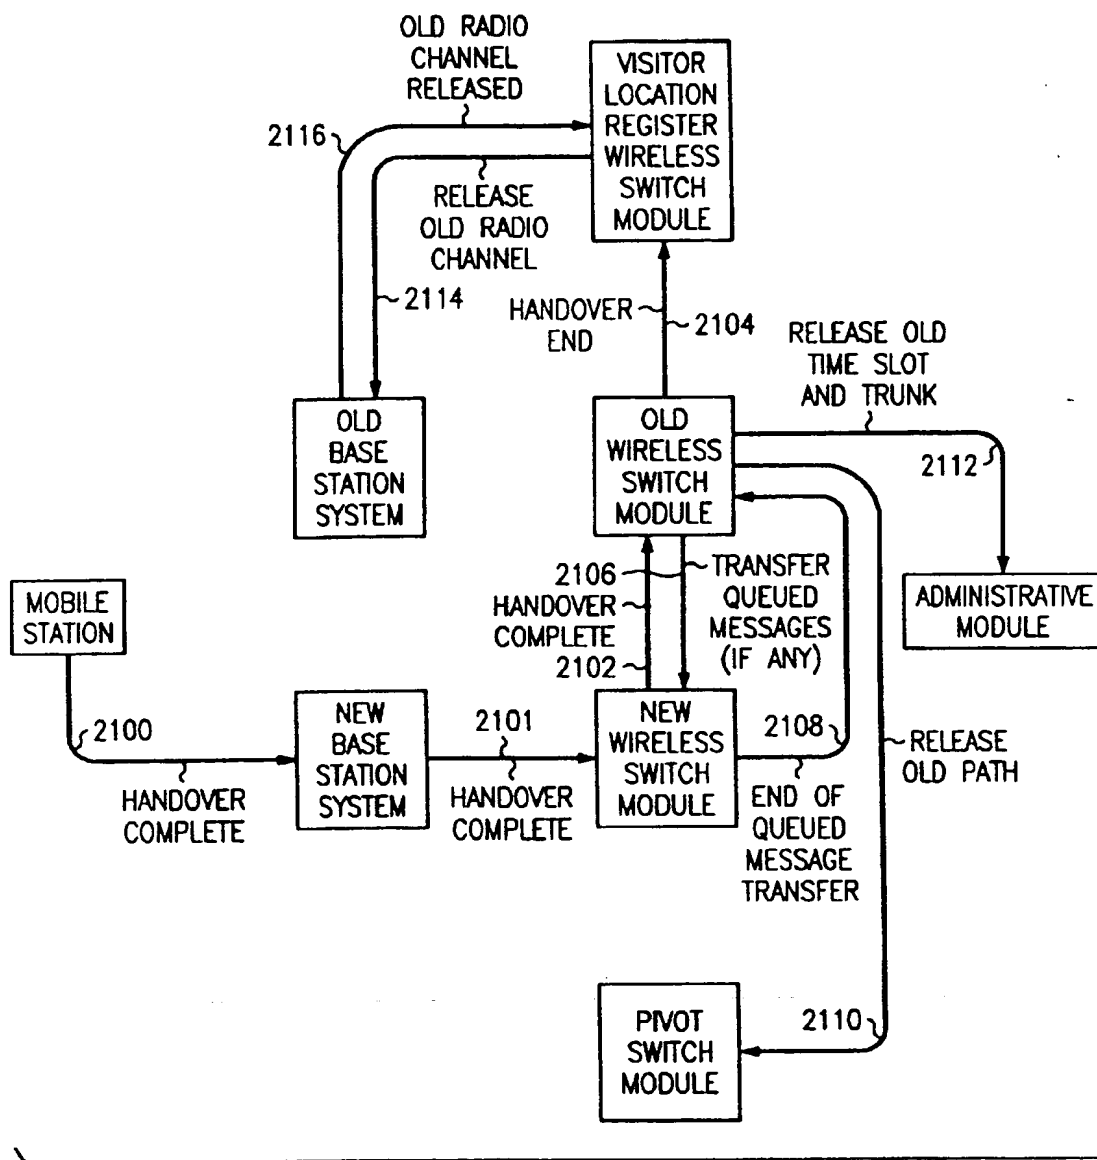 OLD RADIO
CHANNEL
RELEASED
2116
VISITOR
LOCATION
REGISTER
WIRELESS
SWITCH
MODULE
RELEASE
OLD RADIO
CHANNEL
2114
HANDOVER
END
2104
RELEASE OLD
TIME SLOT
AND TRUNK
2112
OLD
BASE
STATION
SYSTEM
OLD
WIRELESS
SWITCH
MODULE
ADMINISTRATIVE
MODULE
MOBILE
STATION
2106
TRANSFER
QUEUED
MESSAGES
(IF ANY)
HANDOVER
COMPLETE
2102
2100
HANDOVER
COMPLETE
NEW
BASE
STATION
SYSTEM
2101
HANDOVER
COMPLETE
NEW
WIRELESS
SWITCH
MODULE
2108
END OF
QUEUED
MESSAGE
TRANSFER
RELEASE
OLD PATH
2110
PIVOT
SWITCH
MODULE